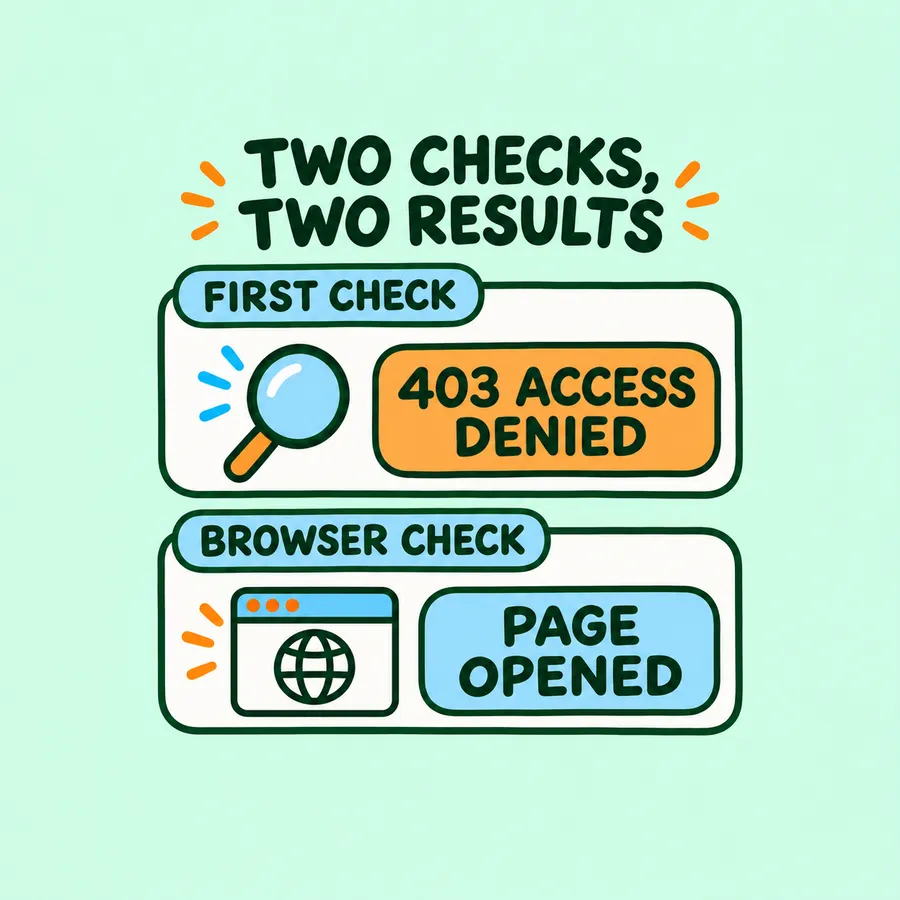 TWO CHECKS,
TWO RESULTS
FIRST CHECK
403 ACCESS
DENIED
BROWSER CHECK
PAGE
OPENED